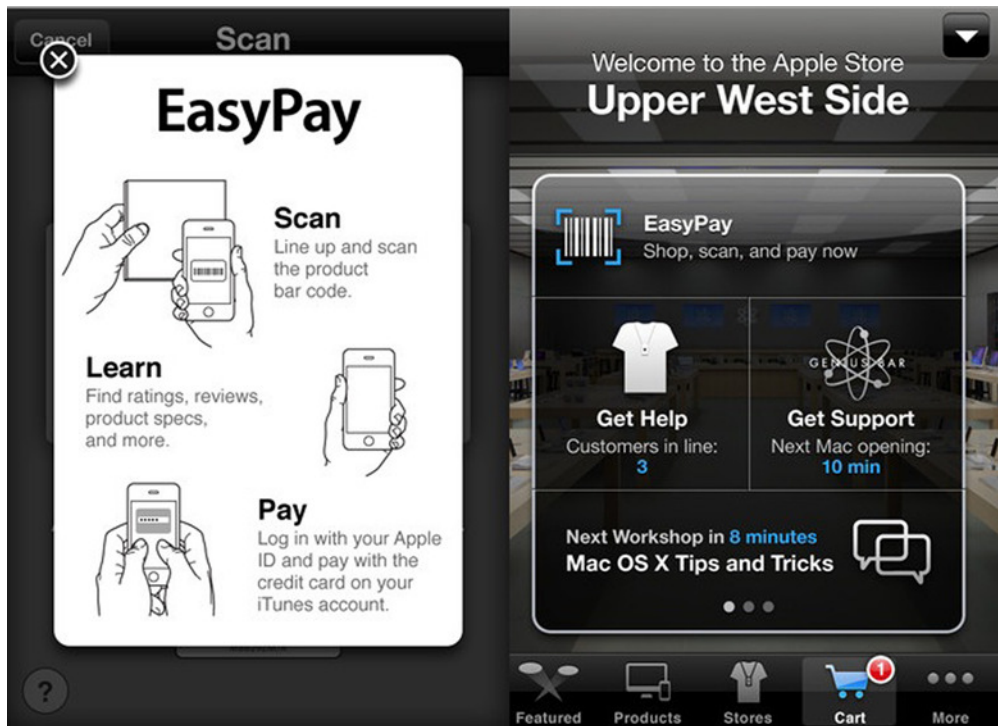 Cancel
Scan
EasyPay
Scan
Line up and scan
the product
bar code.
Learn
Find ratings, reviews,
product specs,
and more.
Pay
Log in with your Apple
ID and pay with the
credit card on your
iTunes account.
?
Welcome to the Apple Store
Upper West Side
EasyPay
Shop, scan, and pay now
Get Help
Customers in line:
3
GENIUS BAR
Get Support
Next Mac opening:
10 min
Next Workshop in 8 minutes
Mac OS X Tips and Tricks
Featured
Products
Stores
1
Cart
More